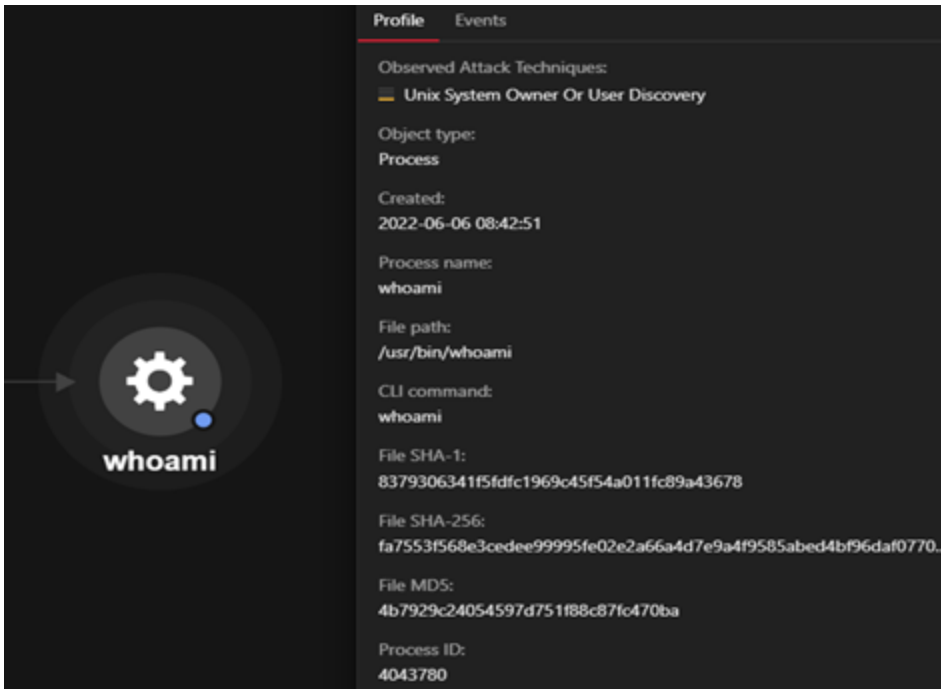 Profile Events
Observed Attack Techniques:
Unix System Owner Or User Discovery
Object type:
Process
Created:
2022-06-06 08:42:51
Process name:
whoami
File path:
/usr/bin/whoami
CLI command:
whoami
File SHA-1:
8379306341f5fdfc1969c45f54a011fc89a43678
File SHA-256:
fa7553f568e3cedee99995fe02e2a66a4d7e9a4f9585abed4bf96daf0770...
File MD5:
4b7929c24054597d751f88c87fc470ba
Process ID:
4043780
whoami